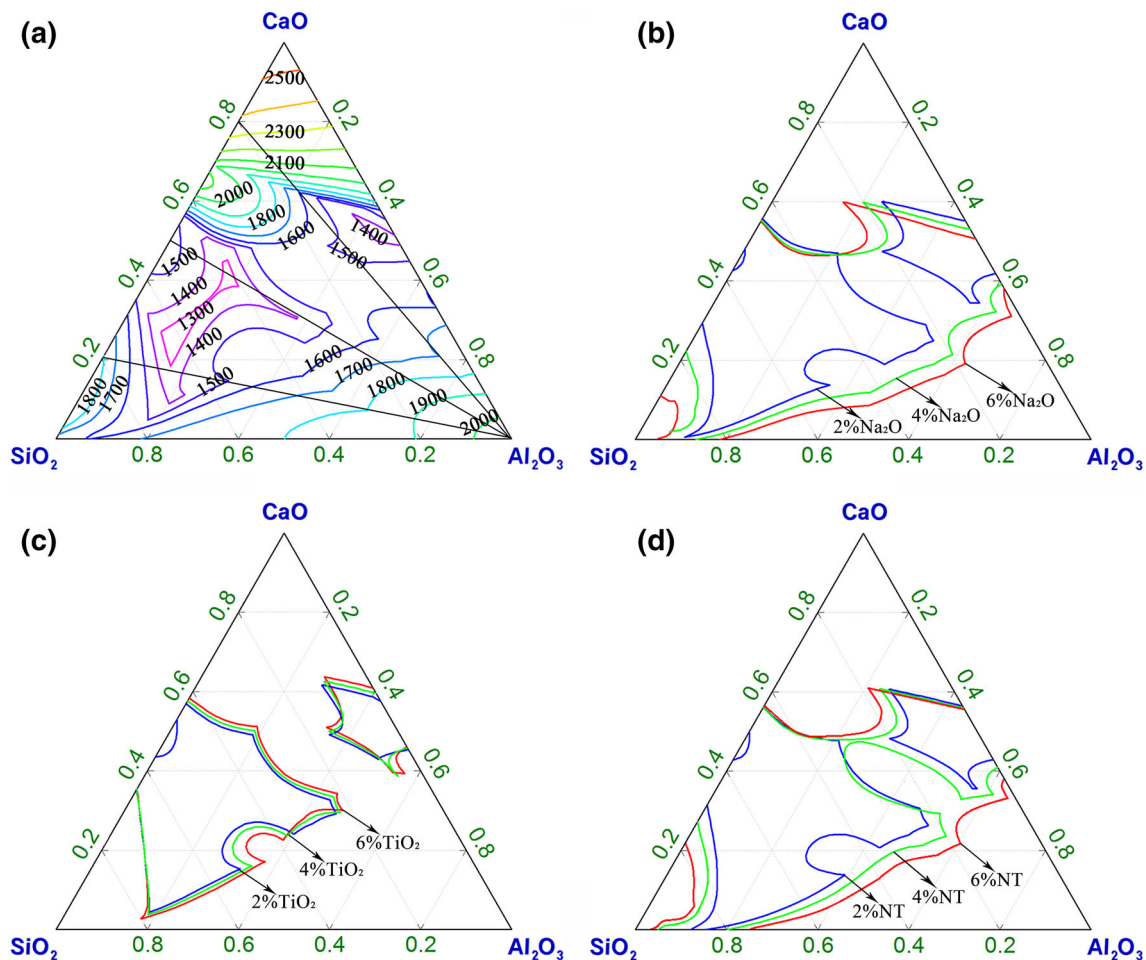 (a)
CaO
2500
0.8
2300
0.2
2100
0.6
2000
0.4
1800
1600
1400
1500
1500
0.4
1400
0.6
1300
1400
0.2
1600
0.8
1500
1700
1800
1700
1800
1900
2000
SiO₂
0.8
0.6
0.4
0.2
Al₂O₃
(b)
CaO
0.8
0.2
0.6
0.4
0.4
0.6
0.2
0.8
6%Na₂O
4%Na₂O
2%Na₂O
SiO₂
0.8
0.6
0.4
0.2
Al₂O₃
(c)
CaO
0.8
0.2
0.6
0.4
0.4
0.6
0.2
0.8
6%TiO₂
4%TiO₂
2%TiO₂
SiO₂
0.8
0.6
0.4
0.2
Al₂O₃
(d)
CaO
0.8
0.2
0.6
0.4
0.4
0.6
0.2
0.8
6%NT
4%NT
2%NT
SiO₂
0.8
0.6
0.4
0.2
Al₂O₃